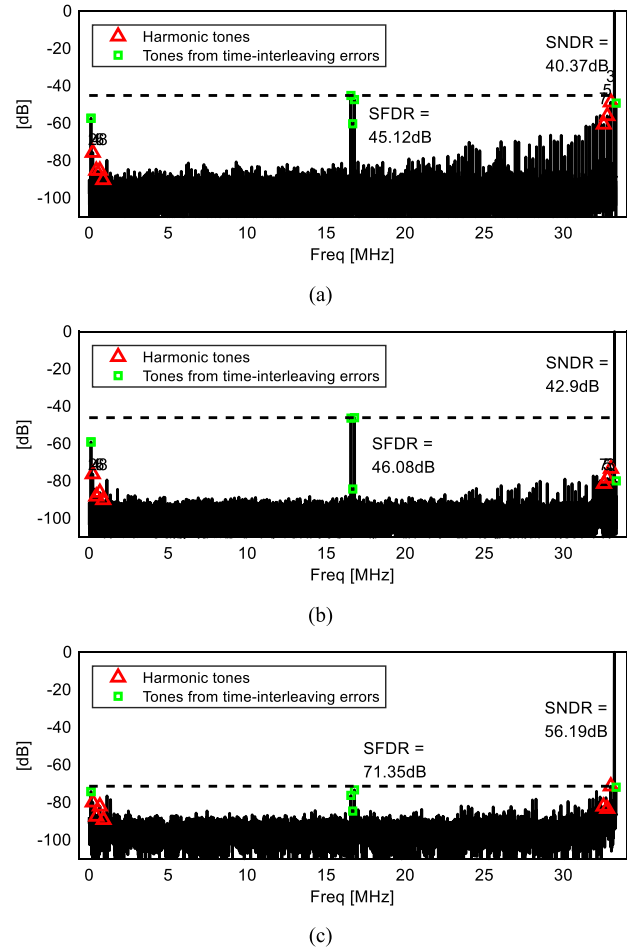 0
-20
-40
-60
-80
-100
[dB]
Harmonic tones
Tones from time-interleaving errors
SNDR =
40.37dB
3
5
7
SFDR =
45.12dB
0 5 10 15 20 25 30
Freq [MHz]
(a)
0
-20
-40
-60
-80
-100
[dB]
Harmonic tones
Tones from time-interleaving errors
SNDR =
42.9dB
SFDR =
46.08dB
0 5 10 15 20 25 30
Freq [MHz]
(b)
0
-20
-40
-60
-80
-100
[dB]
Harmonic tones
Tones from time-interleaving errors
SNDR =
56.19dB
SFDR =
71.35dB
0 5 10 15 20 25 30
Freq [MHz]
(c)